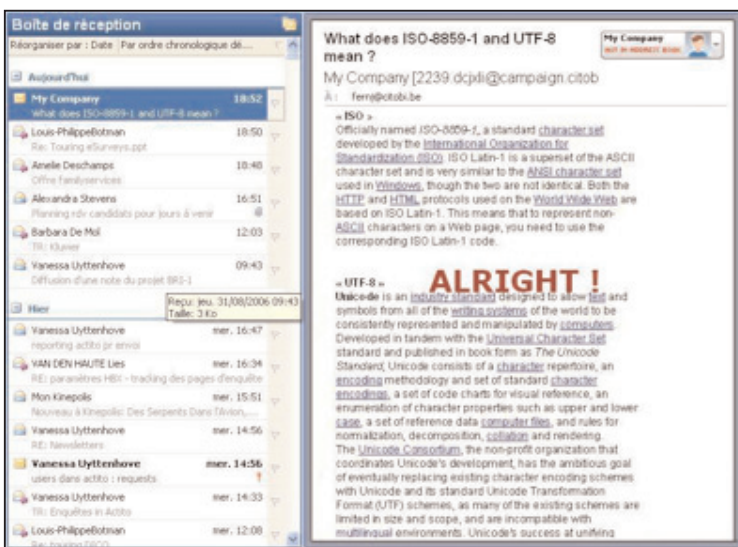 Boîte de réception
Réorganiser par : Date Par ordre chronologique dé....
Aujourd'hui
My Company 18:52
What does ISO-8859-1 and UTF-8 mean ?
Louis-PhilippeBotman 18:50
Re: Touring eSurveys.ppt
Amelie Deschamps 18:48
Offre familyservices
Alexandra Stevens 16:51
Planning rdv candidats pour jours à venir
Barbara De Mol 12:03
TR: Kluwer
Vanessa Uyttenhove 09:43
Diffusion d'une note du projet BRI-1
Reçu: jeu. 31/08/2006 09:43
Taille: 3 Ko
Hier
Vanessa Uyttenhove mer. 16:47
reporting actito pr envoi
VAN DEN HAUTE Lies mer. 16:34
RE: paramètres HBX - tracking des pages d'enquête
Mon Kinepolis mer. 15:51
Nouveau à Kinepolis: Des Serpents Dans l'Avion,...
Vanessa Uyttenhove mer. 14:56
RE: Newsletters
Vanessa Uyttenhove mer. 14:56
users dans actito : requests
Vanessa Uyttenhove mer. 14:33
TR: Enquêtes in Actito
Louis-PhilippeBotman mer. 12:08
Re: touring
What does ISO-8859-1 and UTF-8
mean ?
My Company
NOT IN ADDRESS BOOK
My Company [2239 dcjxli@campaign.citob
À : ferraj@citobi.be
« ISO »
Officially named ISO-8859-1, a standard character set
developed by the International Organization for
Standardization (ISO). ISO Latin-1 is a superset of the ASCII
character set and is very similar to the ANSI character set
used in Windows, though the two are not identical. Both the
HTTP and HTML protocols used on the World Wide Web are
based on ISO Latin-1. This means that to represent non-
ASCII characters on a Web page, you need to use the
corresponding ISO Latin-1 code.
« UTF-8 »
ALRIGHT !
Unicode is an industry standard designed to allow text and
symbols from all of the writing systems of the world to be
consistently represented and manipulated by computers.
Developed in tandem with the Universal Character Set
standard and published in book form as The Unicode
Standard, Unicode consists of a character repertoire, an
encoding methodology and set of standard character
encodings, a set of code charts for visual reference, an
enumeration of character properties such as upper and lower
case, a set of reference data computer files, and rules for
normalization, decomposition, collation and rendering.
The Unicode Consortium, the non-profit organization that
coordinates Unicode's development, has the ambitious goal
of eventually replacing existing character encoding schemes
with Unicode and its standard Unicode Transformation
Format (UTF) schemes, as many of the existing schemes are
limited in size and scope, and are incompatible with
multilingual environments. Unicode's success at unifying